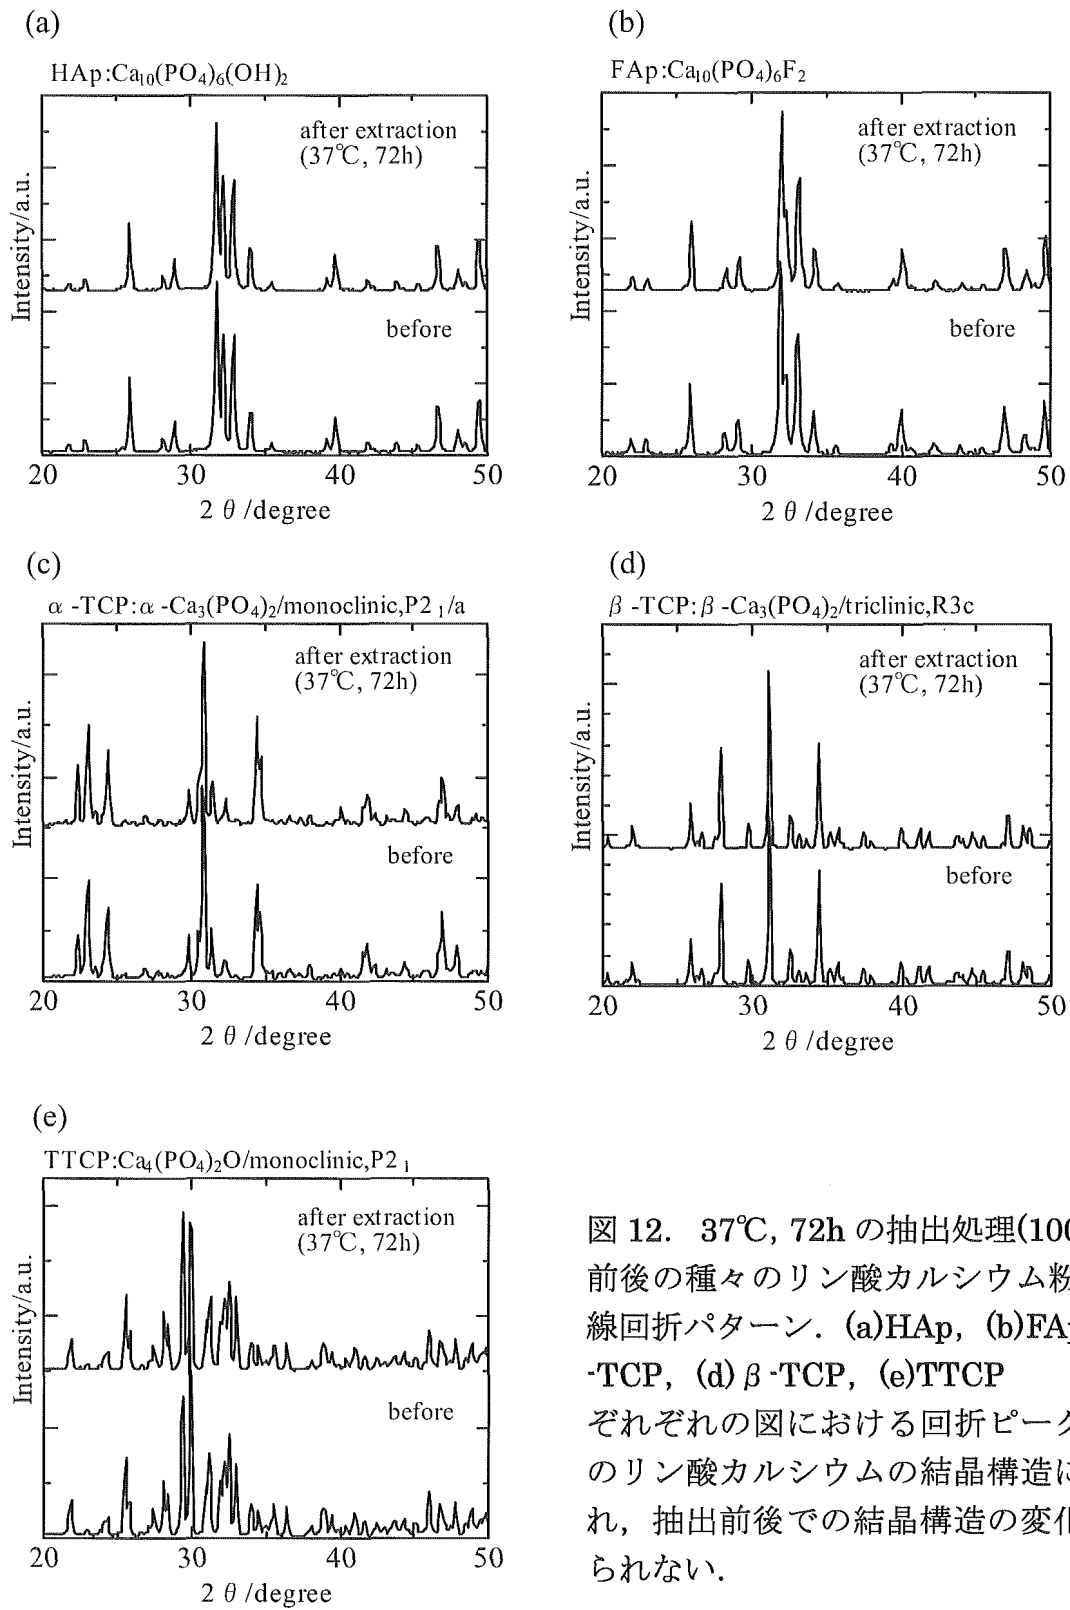 (a)
HAp:Ca₁₀(PO₄)₆(OH)₂
after extraction
(37℃, 72h)
before
Intensity/a.u.
20 30 40 50
2 θ /degree
(b)
FAp:Ca₁₀(PO₄)₆F₂
after extraction
(37℃, 72h)
before
Intensity/a.u.
20 30 40 50
2 θ /degree
(c)
α -TCP:α -Ca₃(PO₄)₂/monoclinic,P2 ₁/a
after extraction
(37℃, 72h)
before
Intensity/a.u.
20 30 40 50
2 θ /degree
(d)
β -TCP:β -Ca₃(PO₄)₂/triclinic,R3c
after extraction
(37℃, 72h)
before
Intensity/a.u.
20 30 40 50
2 θ /degree
(e)
TTCP:Ca₄(PO₄)₂O/monoclinic,P2 ₁
after extraction
(37℃, 72h)
before
Intensity/a.u.
20 30 40 50
2 θ /degree
図 12. 37℃, 72h の抽出処理(100
前後の種々のリン酸カルシウム粉
線回折パターン. (a)HAp, (b)FAp
-TCP, (d) β -TCP, (e)TTCP
ぞれぞれの図における回折ピーク
のリン酸カルシウムの結晶構造に
れ，抽出前後での結晶構造の変化
られない.